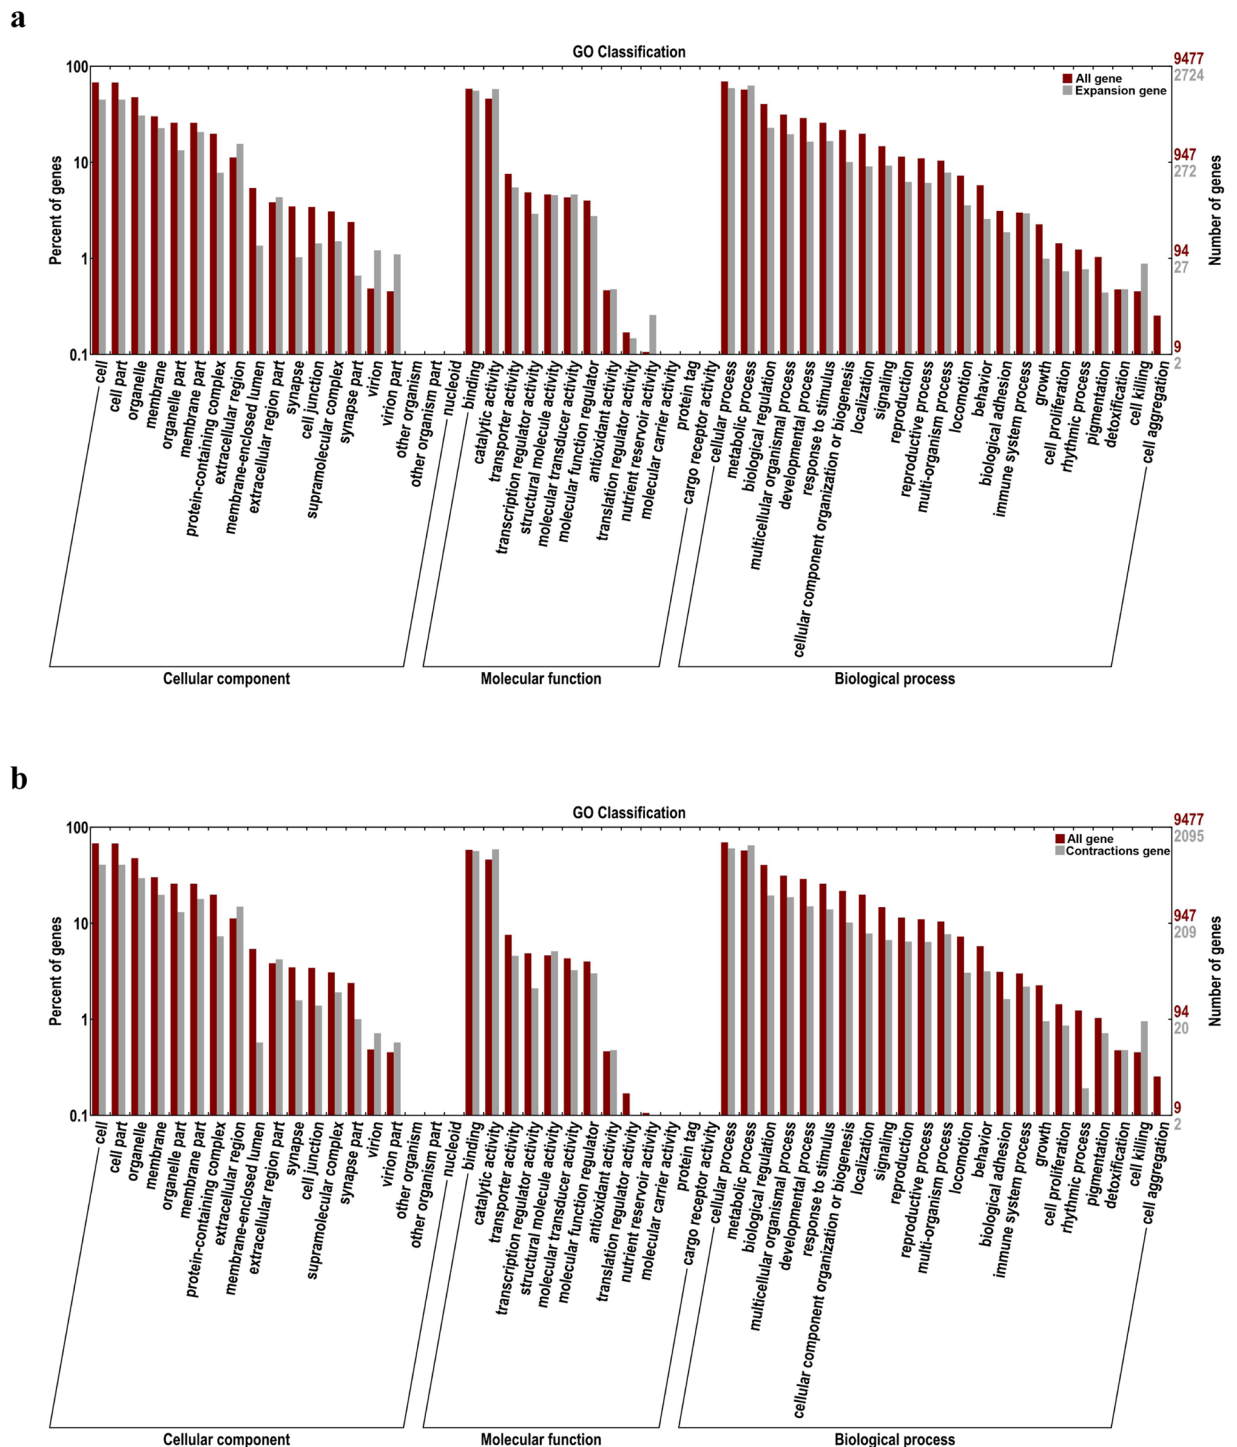 a
GO Classification
100
10
1
0.1
Percent of genes
9477
2724
947
272
94
27
9
2
Number of genes
All gene
Expansion gene
cell
cell part
organelle
membrane
organelle part
membrane part
protein-containing complex
extracellular region
membrane-enclosed lumen
extracellular region part
synapse
cell junction
supramolecular complex
synapse part
virion
virion part
other organism
other organism part
nucleoid
binding
catalytic activity
transporter activity
transcription regulator activity
structural molecule activity
molecular transducer activity
molecular function regulator
antioxidant activity
translation regulator activity
nutrient reservoir activity
molecular carrier activity
protein tag
cargo receptor activity
cellular process
metabolic process
biological regulation
multicellular organismal process
developmental process
response to stimulus
cellular component organization or biogenesis
localization
signaling
reproduction
reproductive process
multi-organism process
locomotion
behavior
biological adhesion
immune system process
growth
cell proliferation
rhythmic process
pigmentation
detoxification
cell killing
cell aggregation
Cellular component
Molecular function
Biological process
b
GO Classification
100
10
1
0.1
Percent of genes
9477
2095
947
209
94
20
9
2
Number of genes
All gene
Contractions gene
cell
cell part
organelle
membrane
organelle part
membrane part
protein-containing complex
extracellular region
membrane-enclosed lumen
extracellular region part
synapse
cell junction
supramolecular complex
synapse part
virion
virion part
other organism
other organism part
nucleoid
binding
catalytic activity
transporter activity
transcription regulator activity
structural molecule activity
molecular transducer activity
molecular function regulator
antioxidant activity
translation regulator activity
nutrient reservoir activity
molecular carrier activity
protein tag
cargo receptor activity
cellular process
metabolic process
biological regulation
multicellular organismal process
developmental process
response to stimulus
cellular component organization or biogenesis
localization
signaling
reproduction
reproductive process
multi-organism process
locomotion
behavior
biological adhesion
immune system process
growth
cell proliferation
rhythmic process
pigmentation
detoxification
cell killing
cell aggregation
Cellular component
Molecular function
Biological process